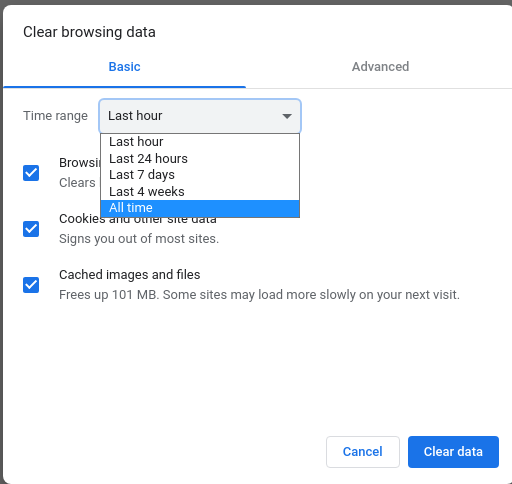 Clear browsing data
Basic
Advanced
Time range
Last hour
Last hour
Last 24 hours
Last 7 days
Last 4 weeks
All time
Clears
Cookies and other site data
Signs you out of most sites.
Cached images and files
Frees up 101 MB. Some sites may load more slowly on your next visit.
Cancel
Clear data